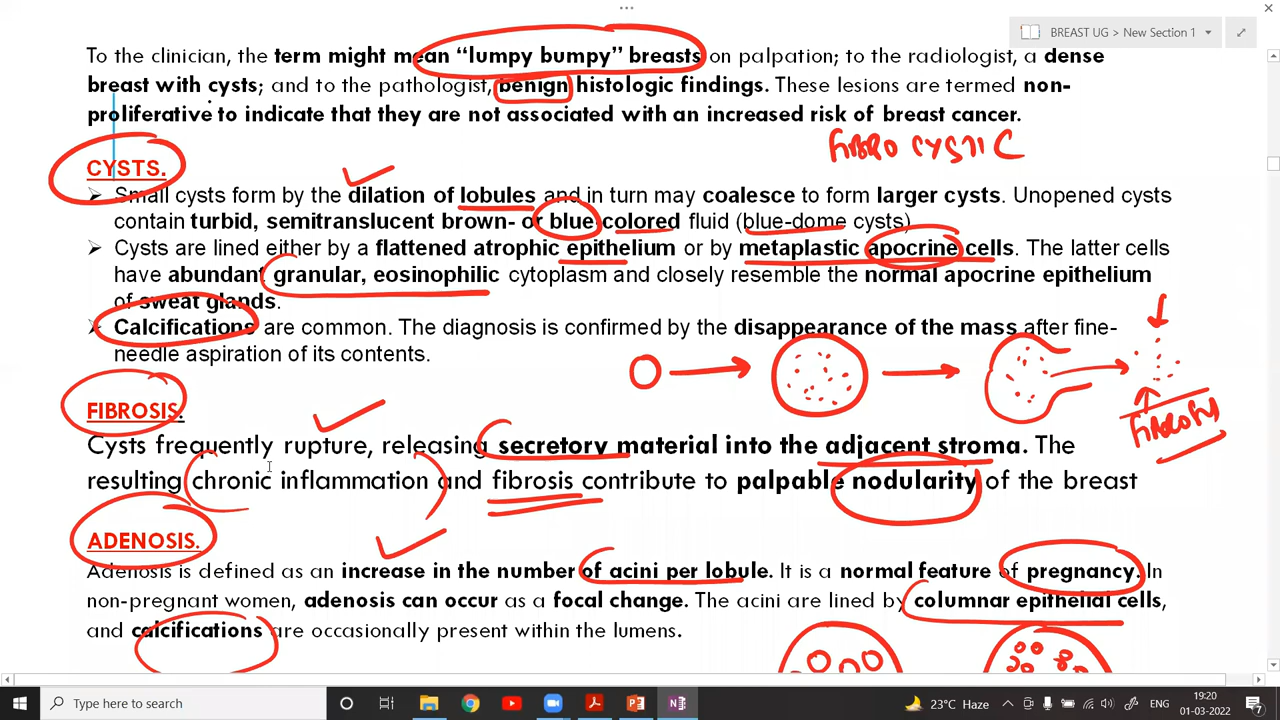 BREAST UG > New Section 1
To the clinician, the term might mean “lumpy bumpy” breasts on palpation; to the radiologist, a dense
breast with cysts; and to the pathologist, benign histologic findings. These lesions are termed non-
proliferative to indicate that they are not associated with an increased risk of breast cancer.
FIBRO CYSTIC
CYSTS.
Small cysts form by the dilation of lobules and in turn may coalesce to form larger cysts. Unopened cysts
contain turbid, semitranslucent brown- or blue-colored fluid (blue-dome cysts)
Cysts are lined either by a flattened atrophic epithelium or by metaplastic apocrine cells. The latter cells
have abundant granular, eosinophilic cytoplasm and closely resemble the normal apocrine epithelium
of sweat glands.
Calcifications are common. The diagnosis is confirmed by the disappearance of the mass after fine-
needle aspiration of its contents.
FIBROSIS.
FIBROSIS
Cysts frequently rupture, releasing secretory material into the adjacent stroma. The
resulting chronic inflammation and fibrosis contribute to palpable nodularity of the breast
ADENOSIS.
Adenosis is defined as an increase in the number of acini per lobule. It is a normal feature of pregnancy. In
non-pregnant women, adenosis can occur as a focal change. The acini are lined by columnar epithelial cells,
and calcifications are occasionally present within the lumens.
Type here to search
23°C Haze
ENG
19:20
01-03-2022
7